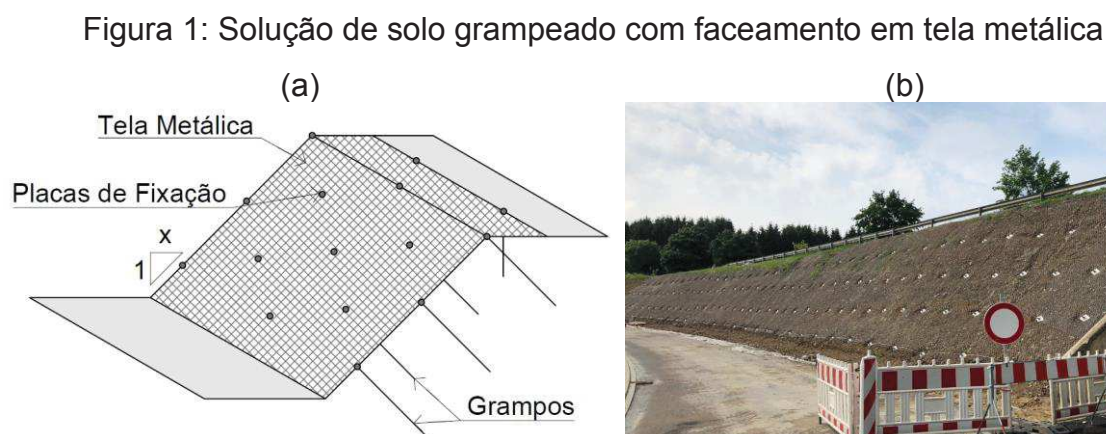 Figura 1: Solução de solo grampeado com faceamento em tela metálica
(a)
(b)
Tela Metálica
Placas de Fixação
x
1
Grampos